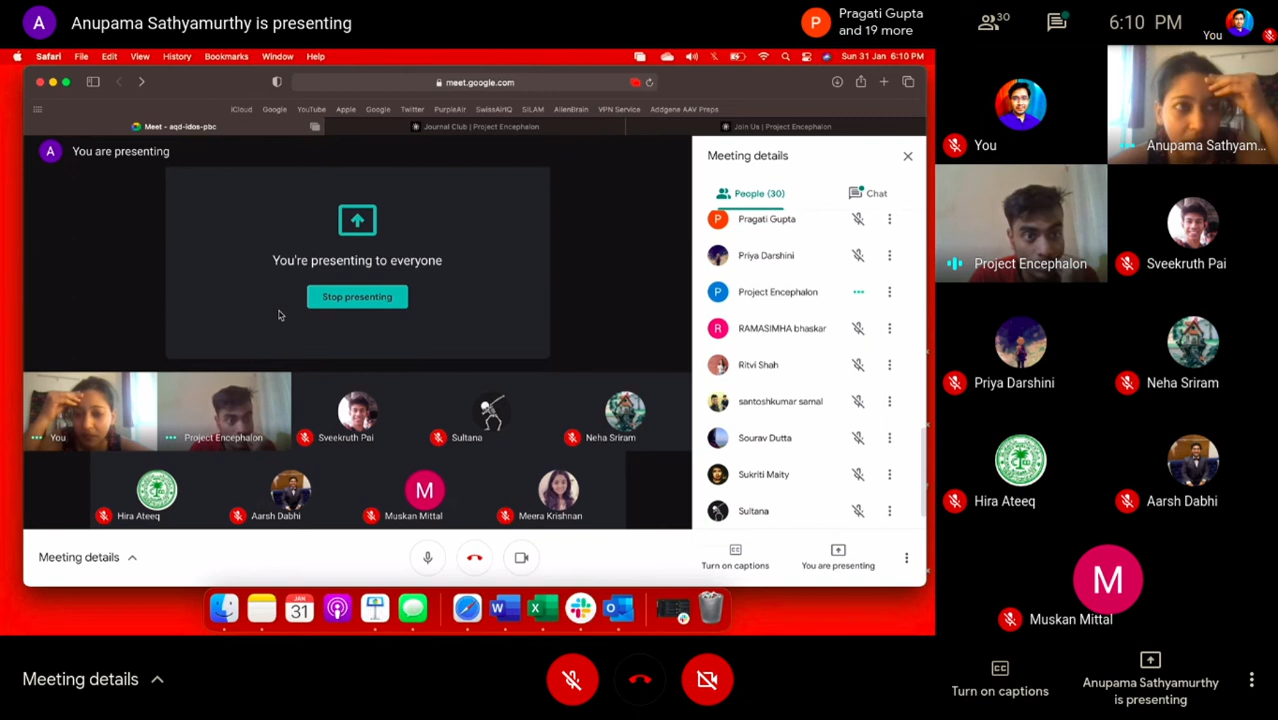 A
Anupama Sathyamurthy is presenting
P
Pragati Gupta
and 19 more
30
6:10 PM
You
Safari File Edit View History Bookmarks Window Help
Sun 31 Jan 6:10 PM
meet.google.com
iCloud Google YouTube Apple Google Twitter PurpleAir SwissAirIQ SILAM AllenBrain VPN Service Addgene AAV Preps
Meet - aqd-idos-pbc
Journal Club | Project Encephalon
Join Us | Project Encephalon
A
You are presenting
You're presenting to everyone
Stop presenting
Meeting details
People (30)
Chat
P
Pragati Gupta
Priya Darshini
P
Project Encephalon
R
RAMASIMHA bhaskar
Ritvi Shah
santoshkumar samal
Sourav Dutta
Sukriti Maity
Sultana
You
Project Encephalon
Sveekruth Pai
Sultana
Neha Sriram
Hira Ateeq
Aarsh Dabhi
M
Muskan Mittal
Meera Krishnan
Meeting details
Turn on captions
You are presenting
JAN
31
W
X
O
You
Anupama Sathyam...
Project Encephalon
Sveekruth Pai
Priya Darshini
Neha Sriram
Hira Ateeq
Aarsh Dabhi
M
Muskan Mittal
Meeting details
Turn on captions
Anupama Sathyamurthy
is presenting